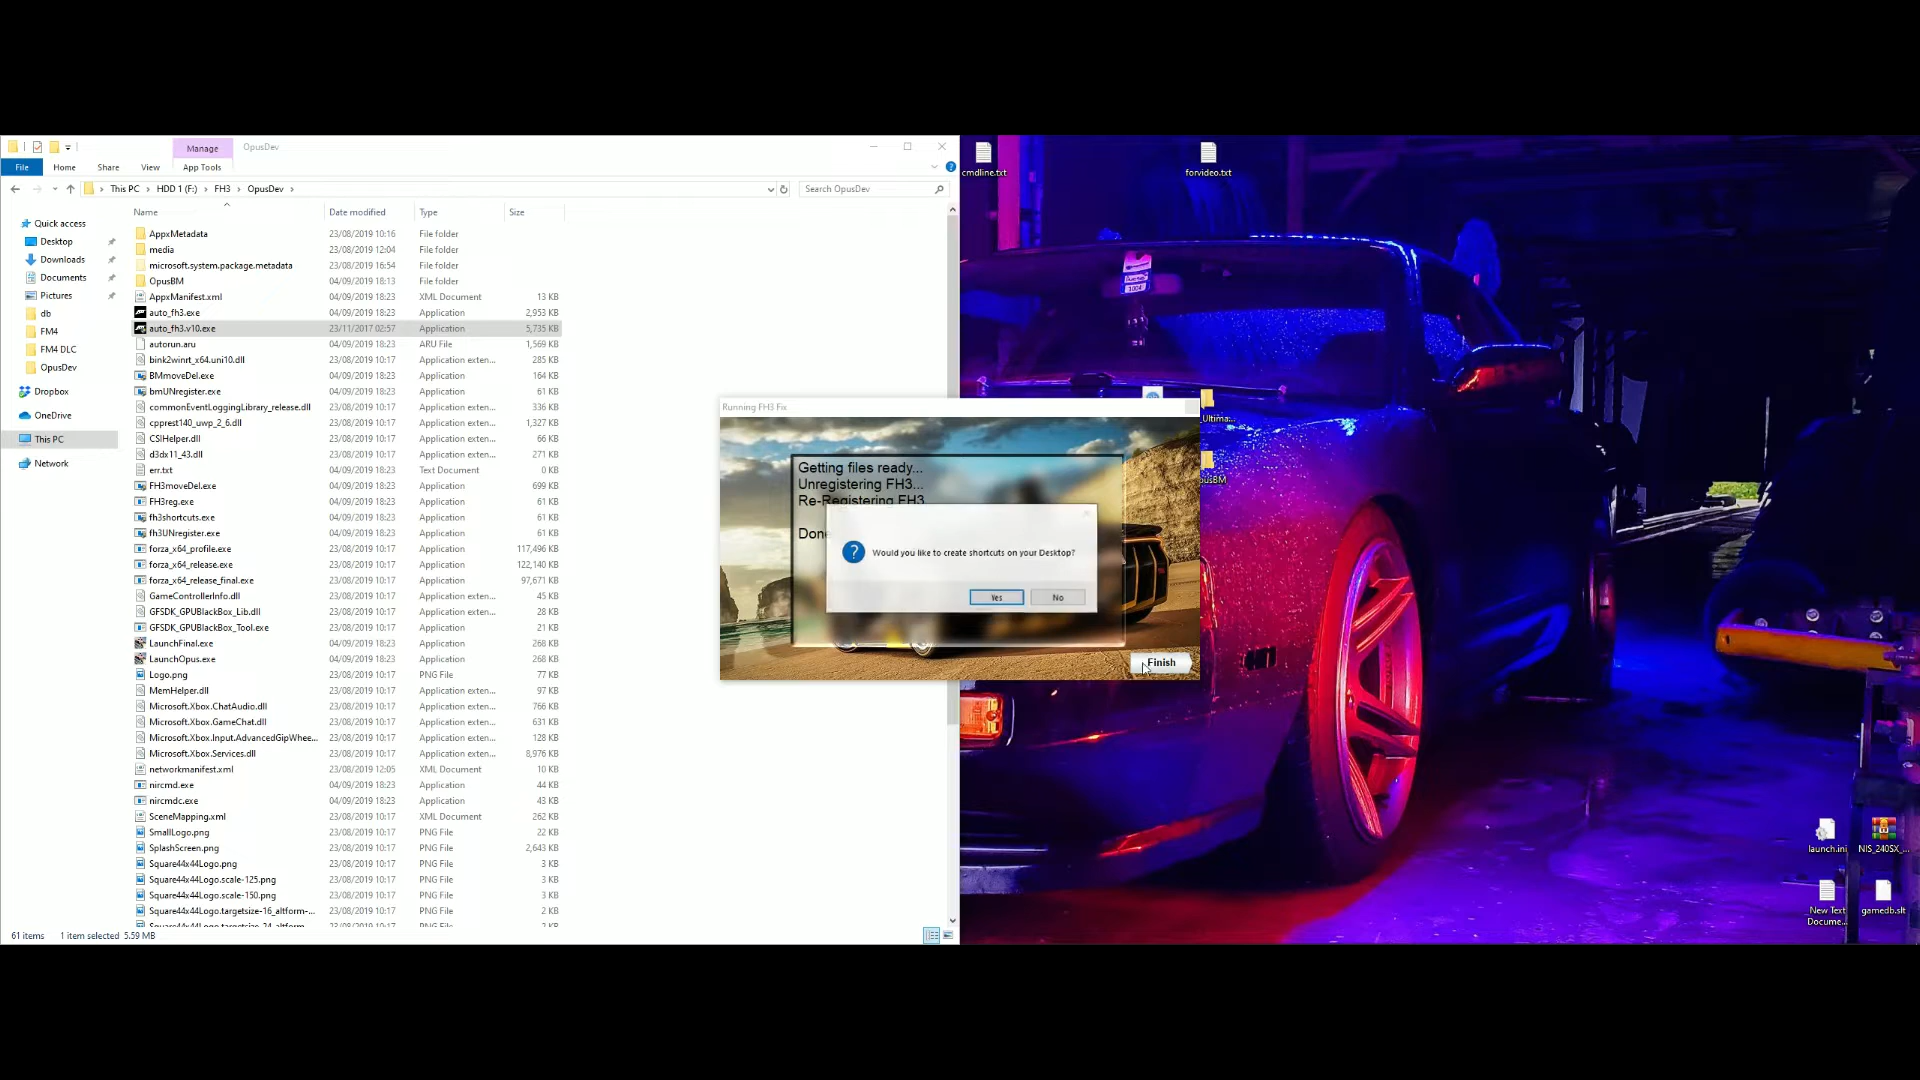 Manage
OpusDev
File
Home
Share
View
App Tools
This PC
HDD 1 (F:)
FH3
OpusDev
Search OpusDev
Quick access
Desktop
Downloads
Documents
Pictures
db
FM4
FM4 DLC
OpusDev
Dropbox
OneDrive
This PC
Network
Name Date modified Type Size
AppxMetadata 23/08/2019 10:16 File folder
media 23/08/2019 12:04 File folder
microsoft.system.package.metadata 23/08/2019 16:54 File folder
OpusBM 04/09/2019 18:13 File folder
AppxManifest.xml 04/09/2019 18:23 XML Document 13 KB
auto_fh3.exe 04/09/2019 18:23 Application 2,953 KB
auto_fh3.v10.exe 23/11/2017 02:57 Application 5,735 KB
autorun.aru 04/09/2019 18:23 ARU File 1,569 KB
bink2winrt_x64.uni10.dll 23/08/2019 10:17 Application exten... 285 KB
BMmoveDel.exe 04/09/2019 18:23 Application 164 KB
bmUNregister.exe 04/09/2019 18:23 Application 61 KB
commonEventLoggingLibrary_release.dll 23/08/2019 10:17 Application exten... 336 KB
cpprest140_uwp_2_6.dll 23/08/2019 10:17 Application exten... 1,327 KB
CSIHelper.dll 23/08/2019 10:17 Application exten... 66 KB
d3dx11_43.dll 23/08/2019 10:17 Application exten... 271 KB
err.txt 04/09/2019 18:23 Text Document 0 KB
FH3moveDel.exe 04/09/2019 18:23 Application 699 KB
FH3reg.exe 04/09/2019 18:23 Application 61 KB
fh3shortcuts.exe 04/09/2019 18:23 Application 61 KB
fh3UNregister.exe 04/09/2019 18:23 Application 61 KB
forza_x64_profile.exe 23/08/2019 10:17 Application 117,496 KB
forza_x64_release.exe 23/08/2019 10:17 Application 122,140 KB
forza_x64_release_final.exe 23/08/2019 10:17 Application 97,671 KB
GameControllerInfo.dll 23/08/2019 10:17 Application exten... 45 KB
GFSDK_GPUBlackBox_Lib.dll 23/08/2019 10:17 Application exten... 28 KB
GFSDK_GPUBlackBox_Tool.exe 23/08/2019 10:17 Application 21 KB
LaunchFinal.exe 04/09/2019 18:23 Application 268 KB
LaunchOpus.exe 04/09/2019 18:23 Application 268 KB
Logo.png 23/08/2019 10:17 PNG File 77 KB
MemHelper.dll 23/08/2019 10:17 Application exten... 97 KB
Microsoft.Xbox.ChatAudio.dll 23/08/2019 10:17 Application exten... 766 KB
Microsoft.Xbox.GameChat.dll 23/08/2019 10:17 Application exten... 631 KB
Microsoft.Xbox.Input.AdvancedGipWhee... 23/08/2019 10:17 Application exten... 128 KB
Microsoft.Xbox.Services.dll 23/08/2019 10:17 Application exten... 8,976 KB
networkmanifest.xml 23/08/2019 12:05 XML Document 10 KB
nircmd.exe 04/09/2019 18:23 Application 44 KB
nircmdc.exe 04/09/2019 18:23 Application 43 KB
SceneMapping.xml 23/08/2019 10:17 XML Document 262 KB
SmallLogo.png 23/08/2019 10:17 PNG File 22 KB
SplashScreen.png 23/08/2019 10:17 PNG File 2,643 KB
Square44x44Logo.png 23/08/2019 10:17 PNG File 3 KB
Square44x44Logo.scale-125.png 23/08/2019 10:17 PNG File 3 KB
Square44x44Logo.scale-150.png 23/08/2019 10:17 PNG File 3 KB
Square44x44Logo.targetsize-16_altform-... 23/08/2019 10:17 PNG File 2 KB
61 items 1 item selected 5.59 MB
Running FH3 Fix
Getting files ready...
Unregistering FH3...
Re-Registering FH3
Done
Would you like to create shortcuts on your Desktop?
Yes
No
Finish
cmdline.txt
forvideo.txt
Ultima...
launch.ini
NIS_240SX_...
New Text
Docume...
gamedb.slt